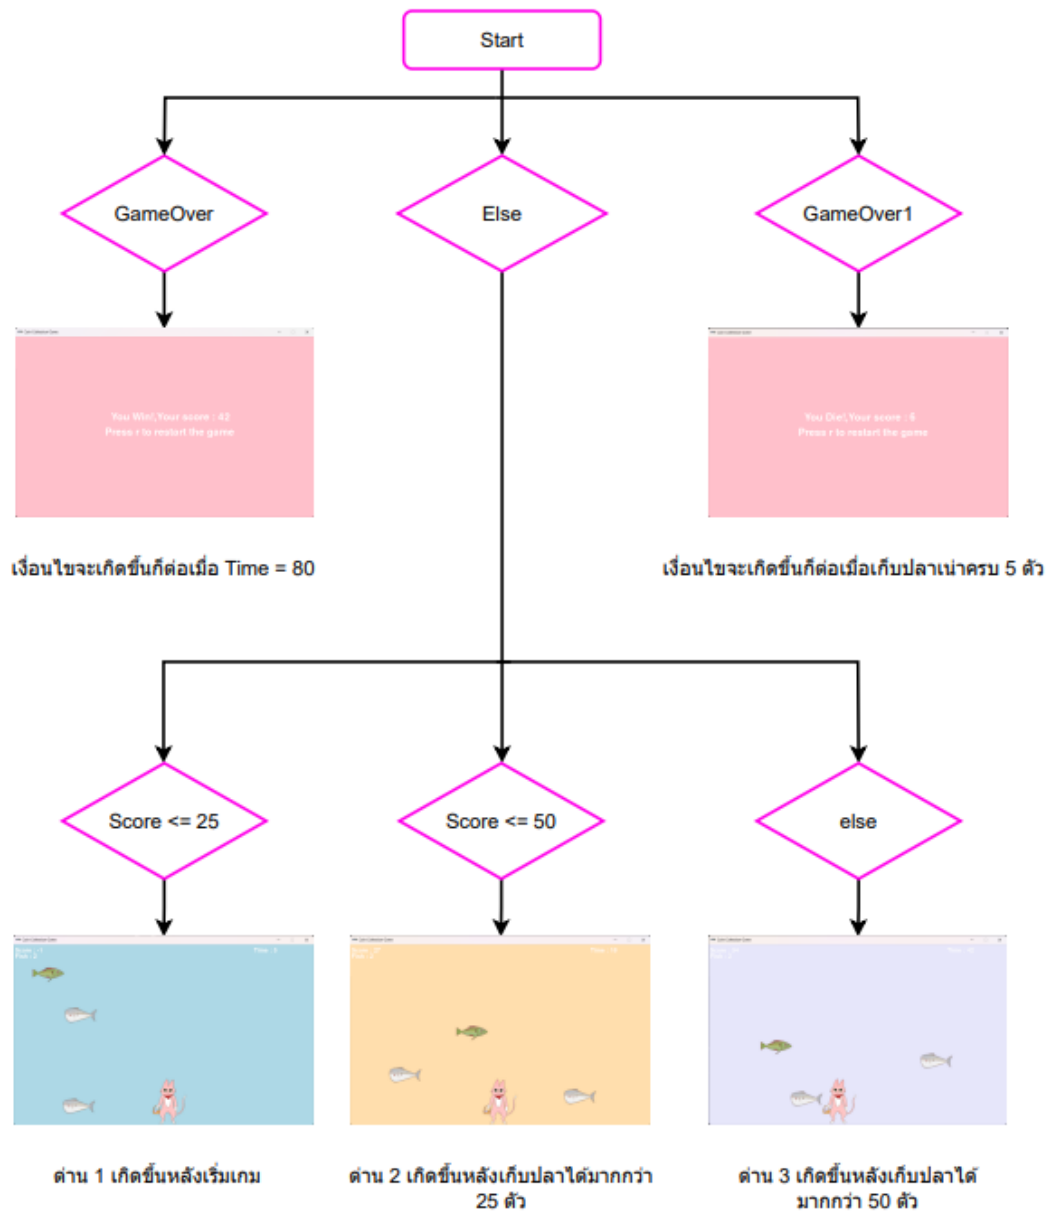 Start
GameOver
Else
GameOver1
You Win!,Your score : 42
Press r to restart the game
You Die!,Your score : 6
Press r to restart the game
เงื่อนไขจะเกิดขึ้นก็ต่อเมื่อ Time = 80
เงื่อนไขจะเกิดขึ้นก็ต่อเมื่อเก็บปลาเน่าครบ 5 ตัว
Score <= 25
Score <= 50
else
ด่าน 1 เกิดขึ้นหลังเริ่มเกม
ด่าน 2 เกิดขึ้นหลังเก็บปลาได้มากกว่า
25 ตัว
ด่าน 3 เกิดขึ้นหลังเก็บปลาได้
มากกว่า 50 ตัว